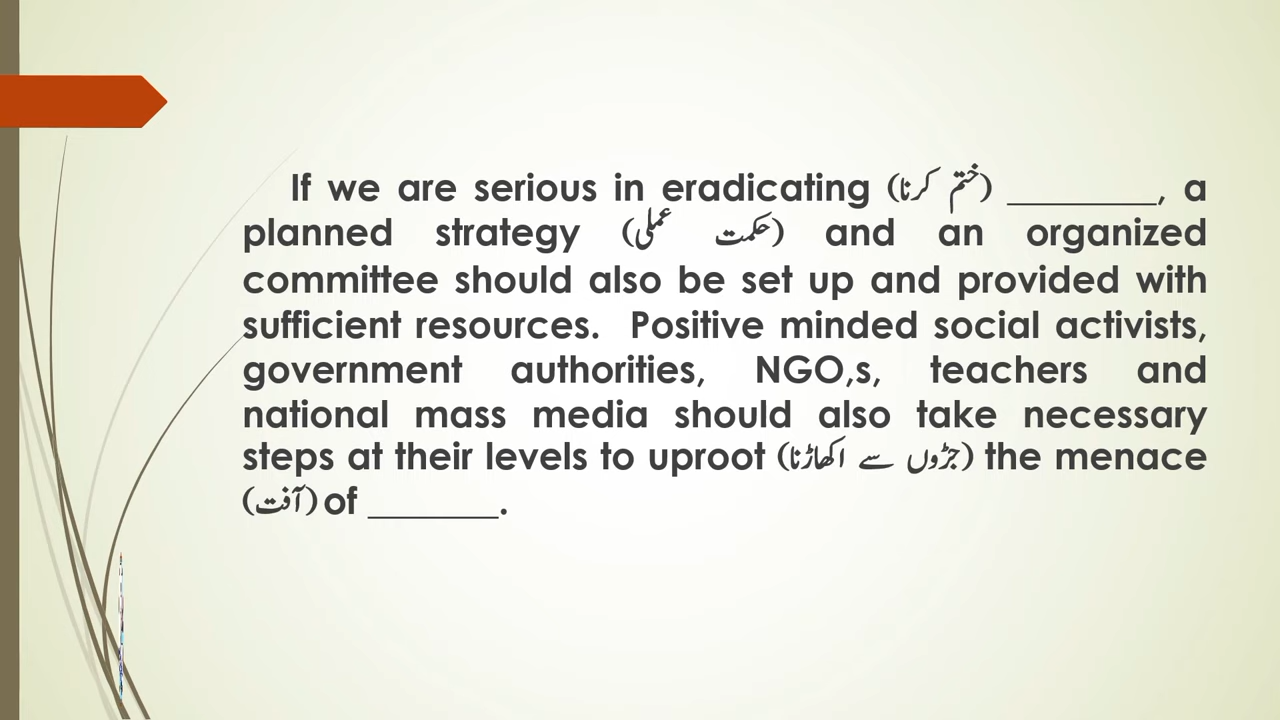 If we are serious in eradicating (ختم کرنا) ________, a
planned strategy (حکمت عملی) and an organized
committee should also be set up and provided with
sufficient resources. Positive minded social activists,
government authorities, NGO,s, teachers and
national mass media should also take necessary
steps at their levels to uproot (جڑوں سے اکھاڑنا) the menace
(آفت) of _______.